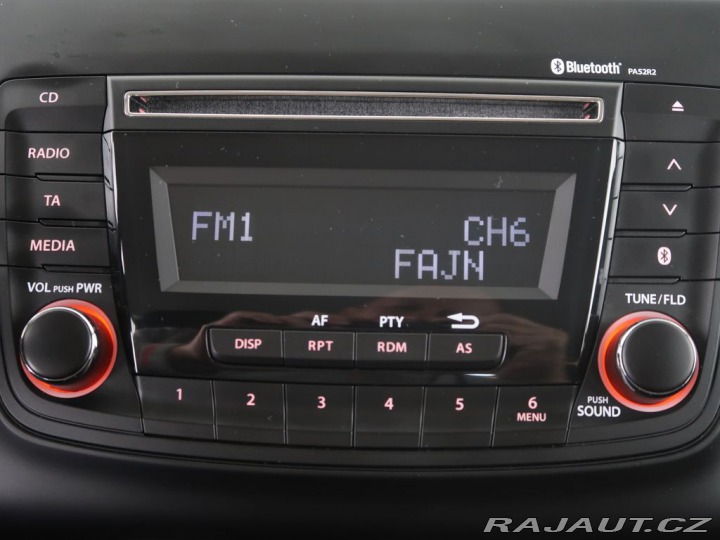 Bluetooth® PA52R2
CD
RADIO
TA
MEDIA
VOL PUSH PWR
FM1 CH6
FAJN
AF PTY
DISP RPT RDM AS
1 2 3 4 5 6
MENU
TUNE/FLD
PUSH
SOUND
RAJAUT.CZ